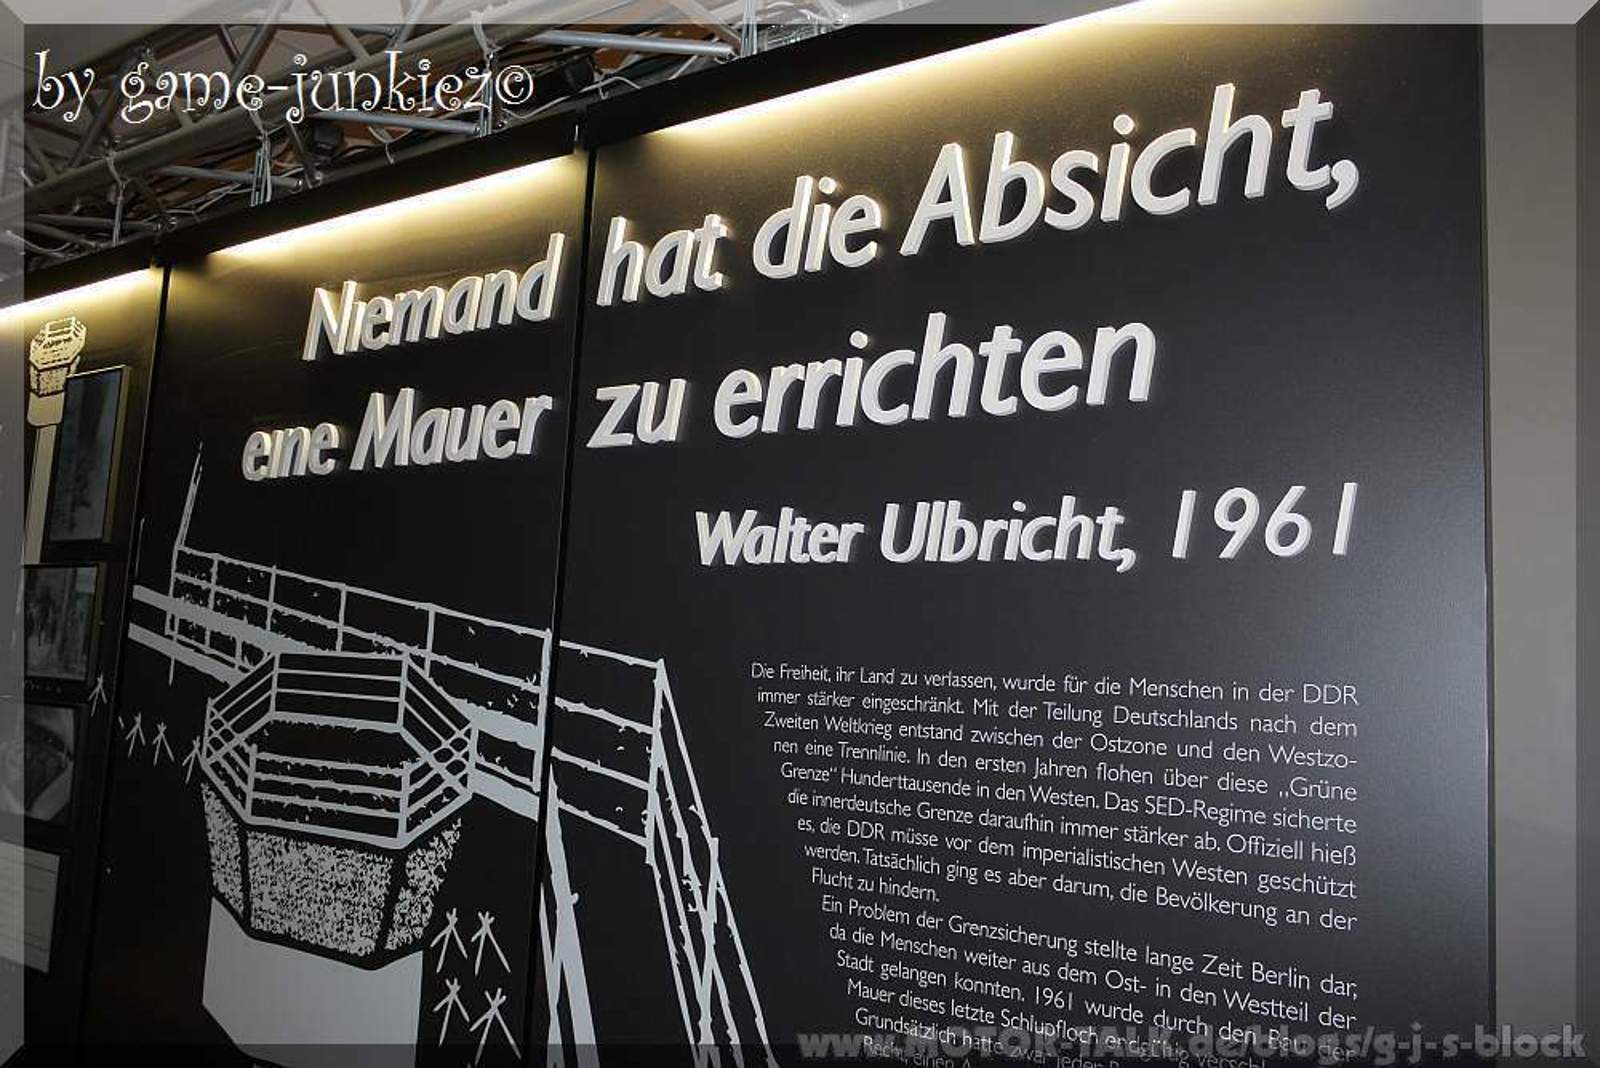 by game-junkiez©
Niemand hat die Absicht,
eine Mauer zu errichten
Walter Ulbricht, 1961
Die Freiheit, ihr Land zu verlassen, wurde für die Menschen in der DDR
immer stärker eingeschränkt. Mit der Teilung Deutschlands nach dem
Zweiten Weltkrieg entstand zwischen der Ostzone und den Westzo-
nen eine Trennlinie. In den ersten Jahren flohen über diese „Grüne
Grenze“ Hunderttausende in den Westen. Das SED-Regime sicherte
die innerdeutsche Grenze daraufhin immer stärker ab. Offiziell hieß
es, die DDR müsse vor dem imperialistischen Westen geschützt
werden. Tatsächlich ging es aber darum, die Bevölkerung an der
Flucht zu hindern.
Ein Problem der Grenzsicherung stellte lange Zeit Berlin dar,
da die Menschen weiter aus dem Ost- in den Westteil der
Stadt gelangen konnten. 1961 wurde durch den Bau der
Mauer dieses letzte Schlupfloch endgültig
Grundsätzlich hatte zwar jeder
www.MOTOR-TALK.de/blogs/g-j-s-block